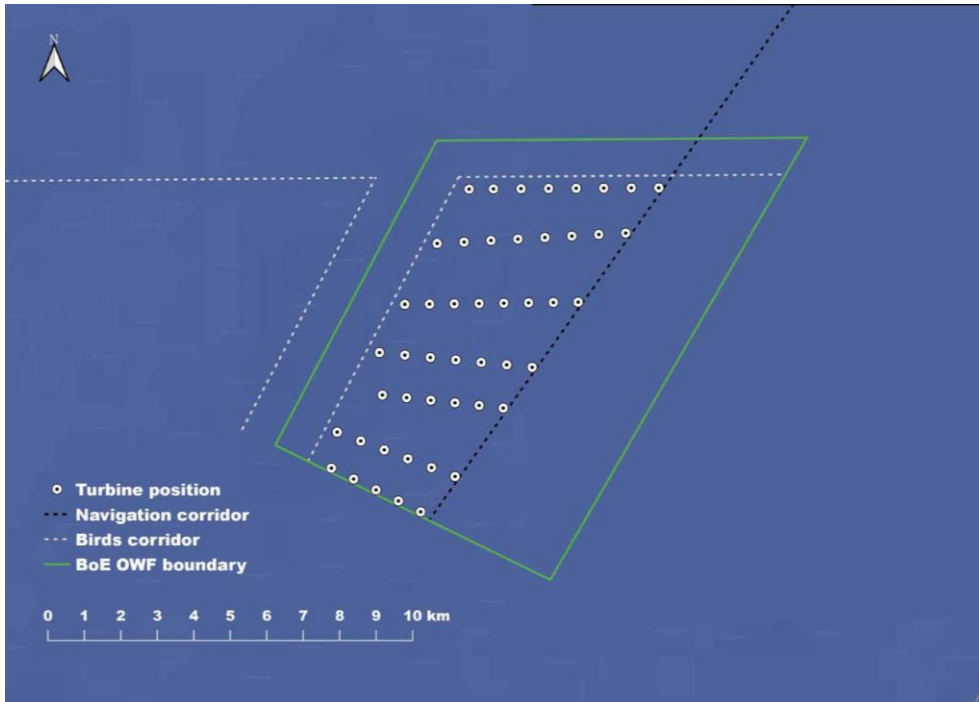 N
Turbine position
Navigation corridor
Birds corridor
BoE OWF boundary
0 1 2 3 4 5 6 7 8 9 10 km